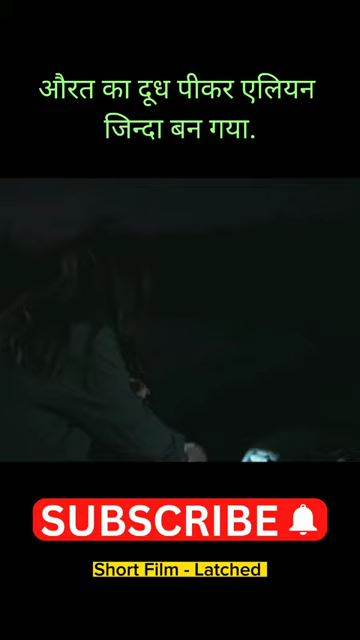 औरत का दूध पीकर एलियन
जिन्दा बन गया.
SUBSCRIBE
Short Film - Latched